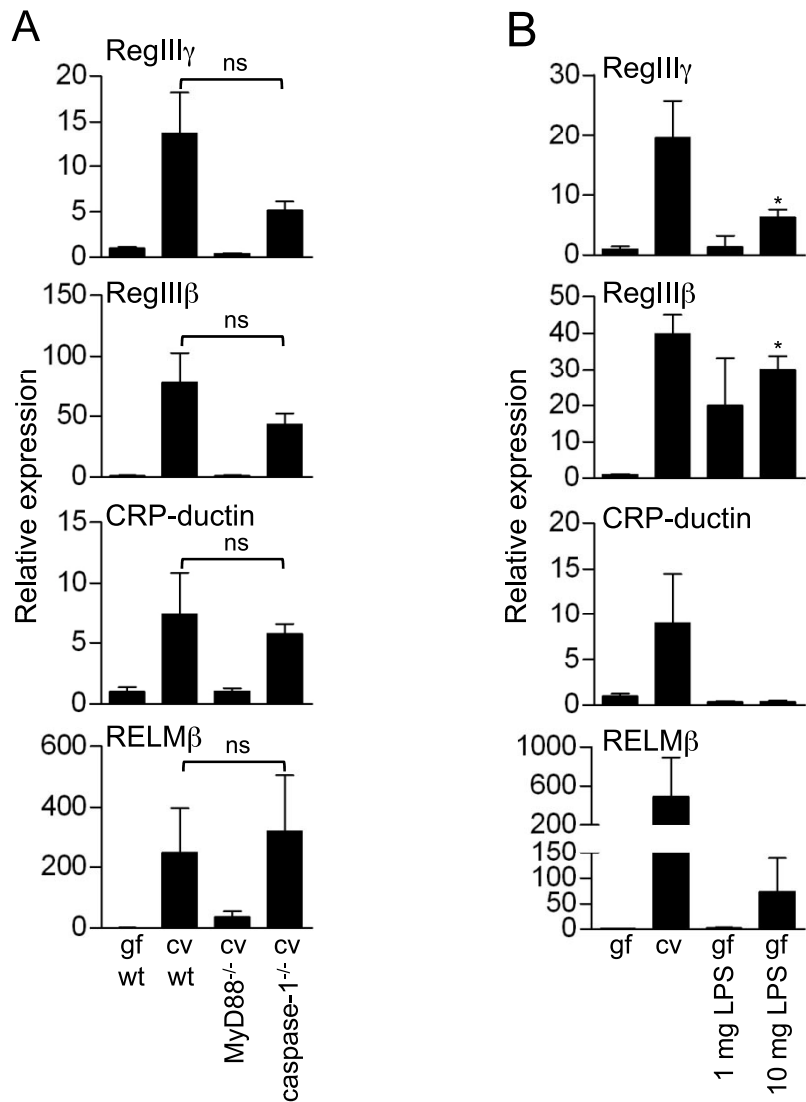 A
Relative expression
RegIIIγ
ns
20
15
10
5
0
RegIIIβ
ns
150
100
50
0
CRP-ductin
ns
15
10
5
0
RELMβ
ns
600
400
200
0
gf wt
cv wt
cv MyD88-/-
cv caspase-1-/-
B
Relative expression
RegIIIγ
30
20
10
0
*
RegIIIβ
50
40
30
20
10
0
*
CRP-ductin
20
15
10
5
0
RELMβ
1000
600
200
150
100
50
0
gf
cv
gf 1 mg LPS
gf 10 mg LPS